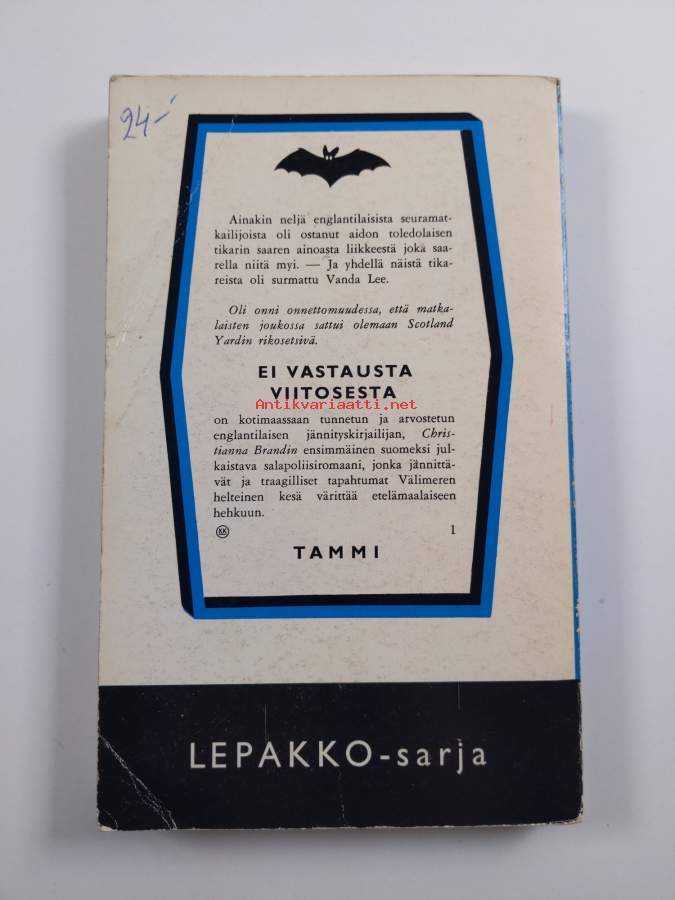 24-
Ainakin neljä englantilaisista seuramat-
kailijoista oli ostanut aidon toledolaisen
tikarin saaren ainoasta liikkeestä joka saa-
rella niitä myi. — Ja yhdellä näistä tika-
reista oli surmattu Vanda Lee.
Oli onni onnettomuudessa, että matka-
laisten joukossa sattui olemaan Scotland
Yardin rikosetsivä.
EI VASTAUSTA
VIITOSESTA
Antikvariaatti.net
on kotimaassaan tunnetun ja arvostetun
englantilaisen jännityskirjailijan, Chris-
tianna Brandin ensimmäinen suomeksi jul-
kaistava salapoliisiromaani, jonka jännittä-
vät ja traagilliset tapahtumat Välimeren
helteinen kesä värittää etelämaalaiseen
hehkuun.
KK 1
TAMMI
LEPAKKO-sarja